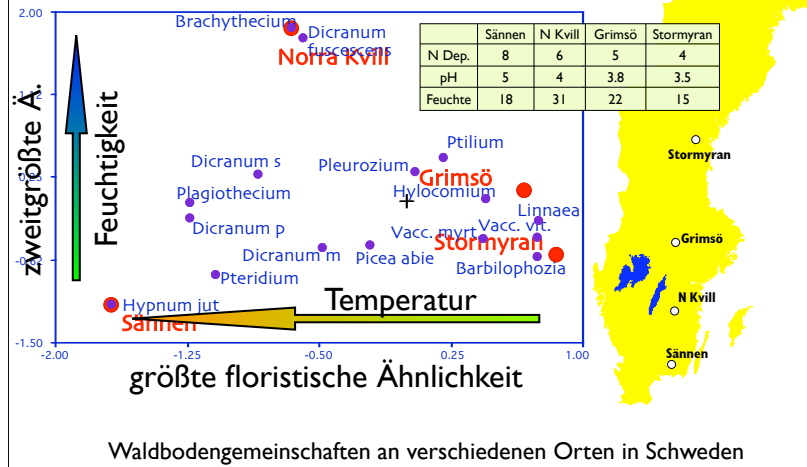 2.00
Brachythecium
Dicranum
fuscescens
Norra Kvill
Sännen N Kvill Grimsö Stormyran
N Dep. 8 6 5 4
pH 5 4 3.8 3.5
Feuchte 18 31 22 15
zweitgrößte Ä.
Feuchtigkeit
Ptilium
Dicranum s
Pleurozium
Grimsö
Plagiothecium
Hylocomium
Linnaea
Dicranum p
Vacc. myrt
Vacc. vit.
Stormyran
Dicranum m
Picea abie
Barbilophozia
Pteridium
Temperatur
Hypnum jut
Sännen
-1.50
-2.00 -1.25 -0.50 0.25 1.00
größte floristische Ähnlichkeit
Stormyran
Grimsö
N Kvill
Sännen
Waldbodengemeinschaften an verschiedenen Orten in Schweden